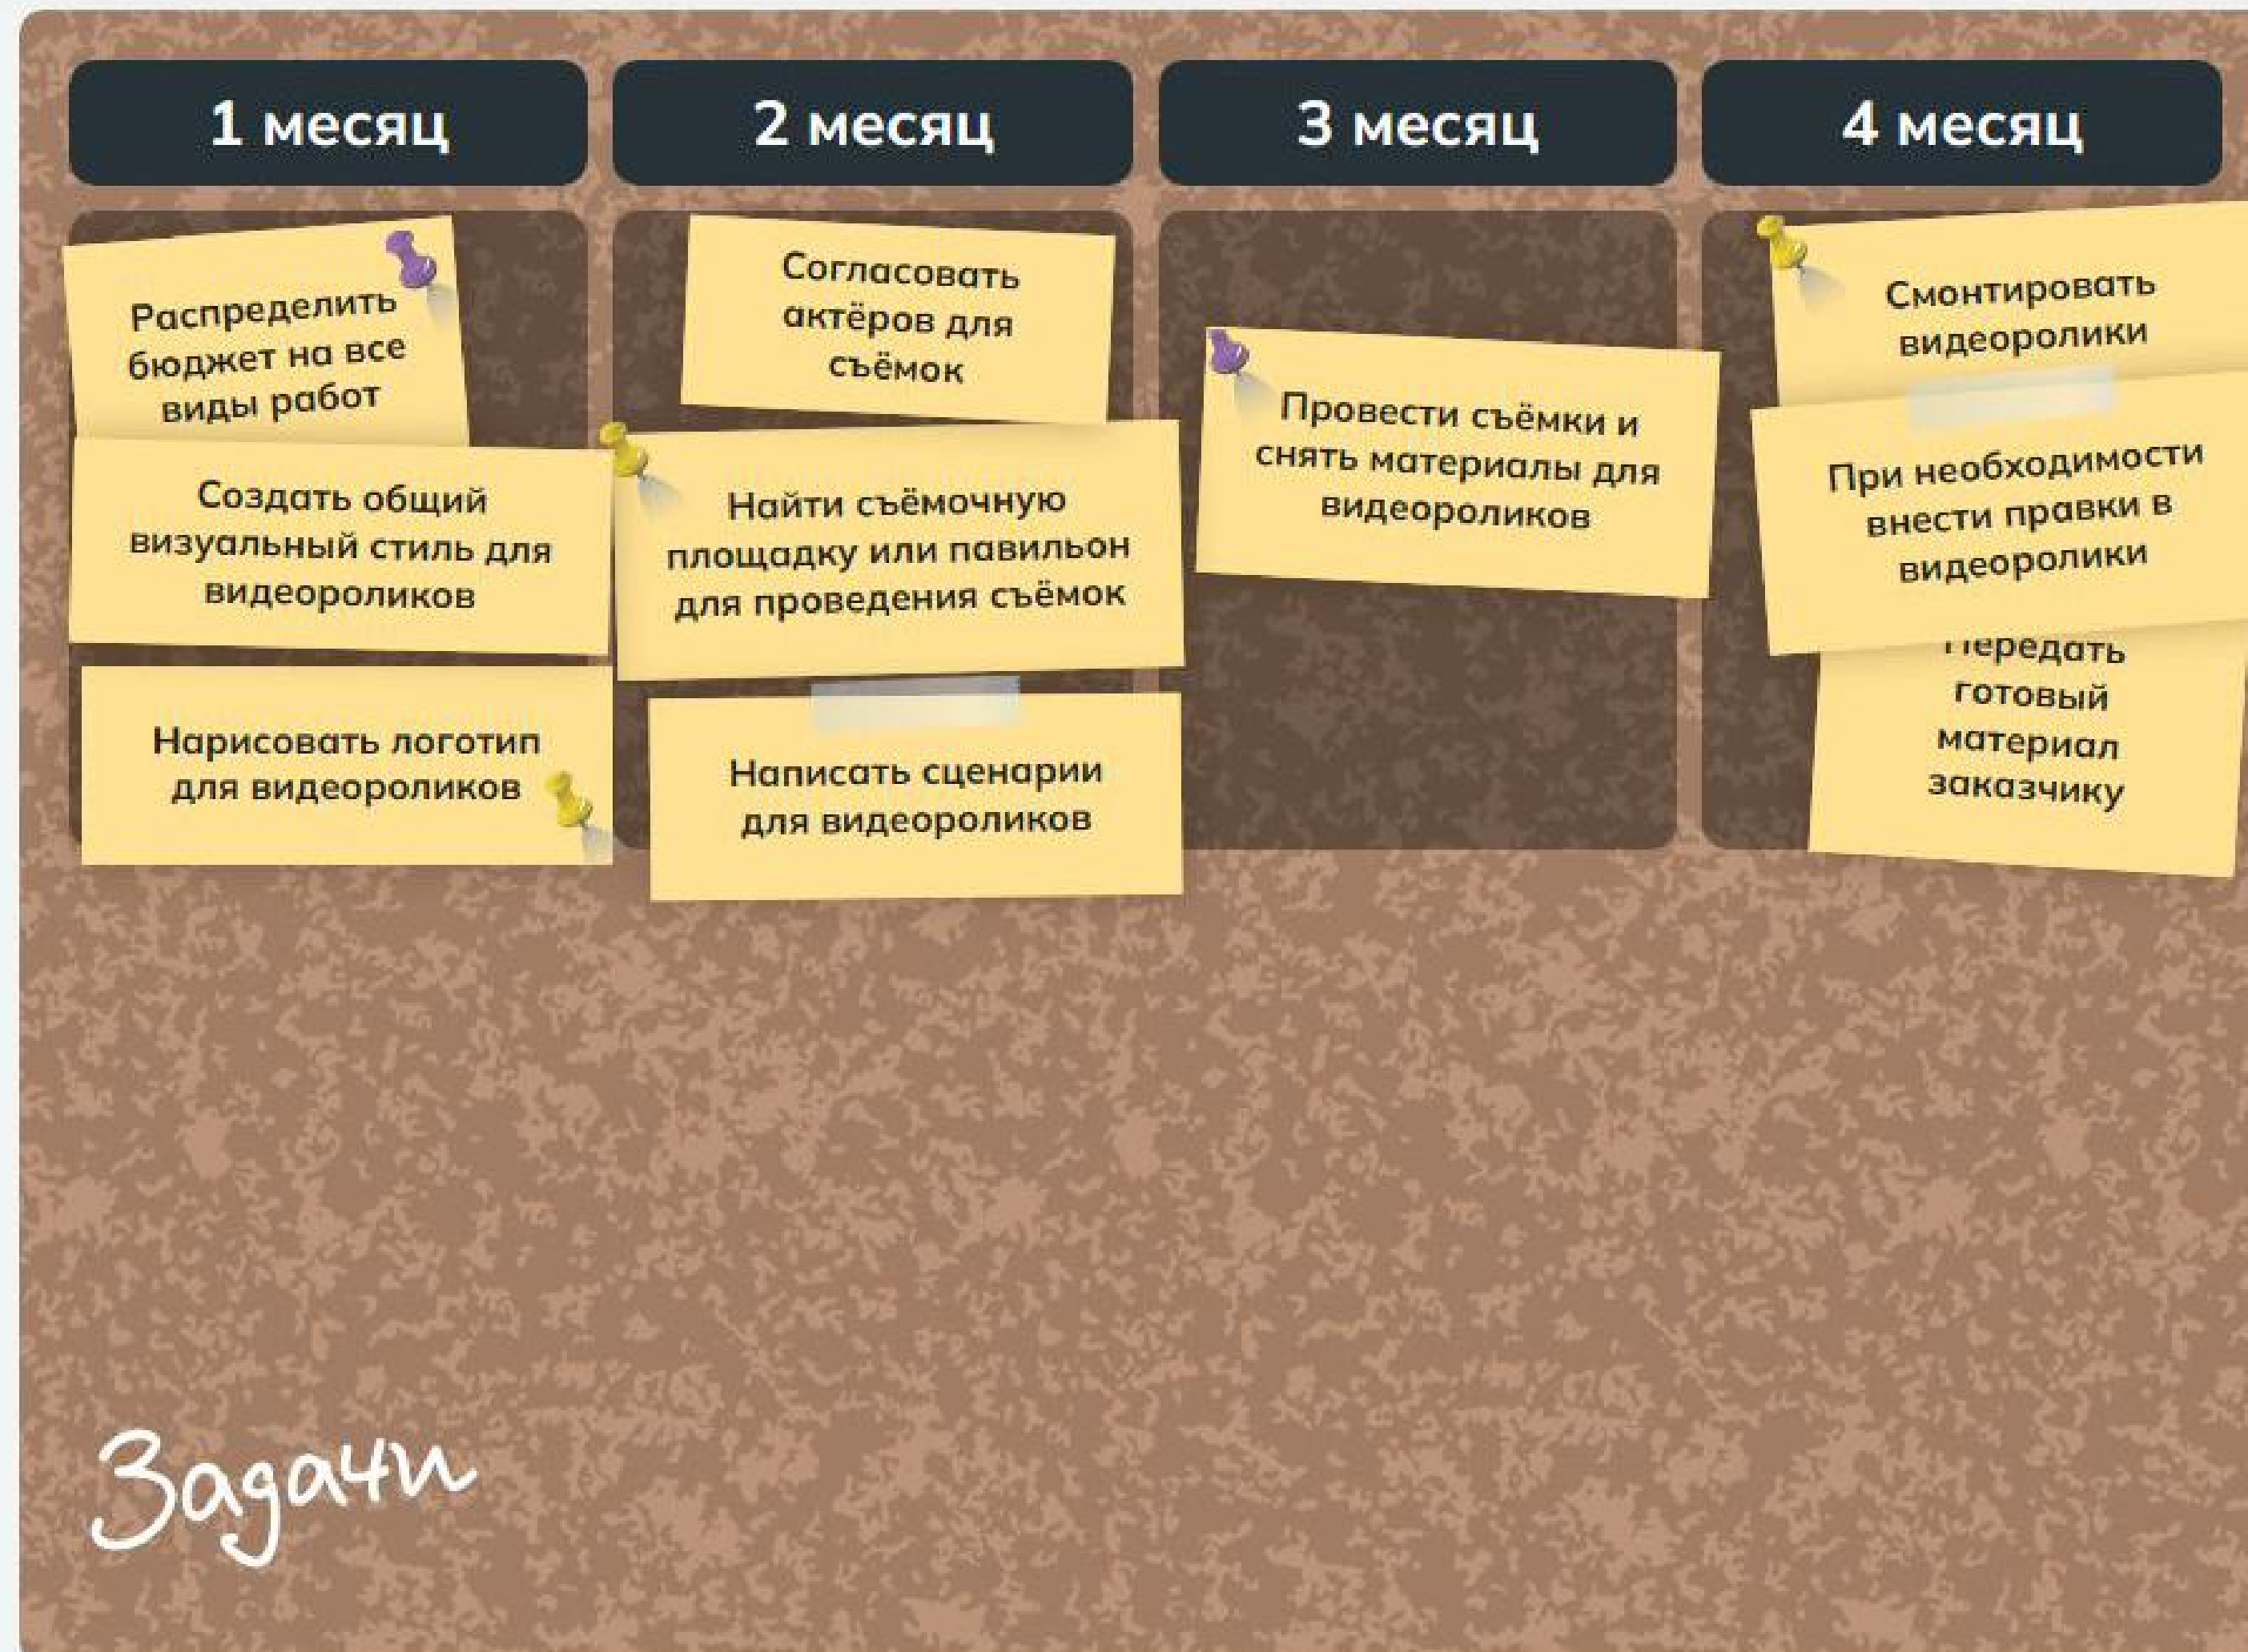 1 месяц
2 месяц
3 месяц
4 месяц
Распределить
бюджет на все
виды работ
Создать общий
визуальный стиль для
видеороликов
Нарисовать логотип
для видеороликов
Согласовать
актёров для
съёмок
Найти съёмочную
площадку или павильон
для проведения съёмок
Написать сценарии
для видеороликов
Провести съёмки и
снять материалы для
видеороликов
Смонтировать
видеоролики
При необходимости
внести правки в
видеоролики
Передать
готовый
материал
заказчику
Задачи